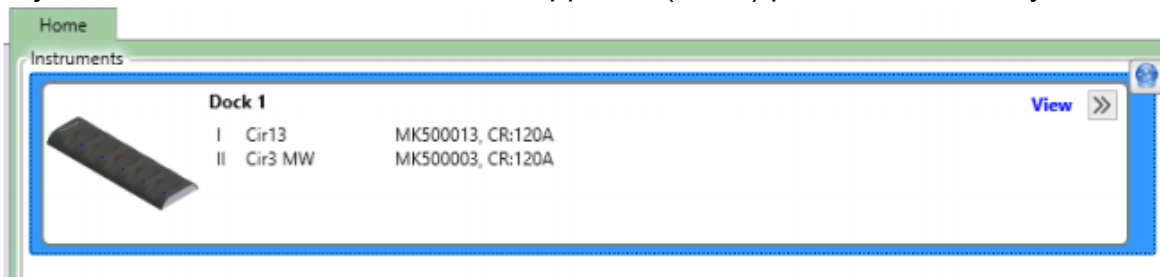 Home
Instruments
Dock 1
View
I Cir13 MK500013, CR:120A
II Cir3 MW MK500003, CR:120A